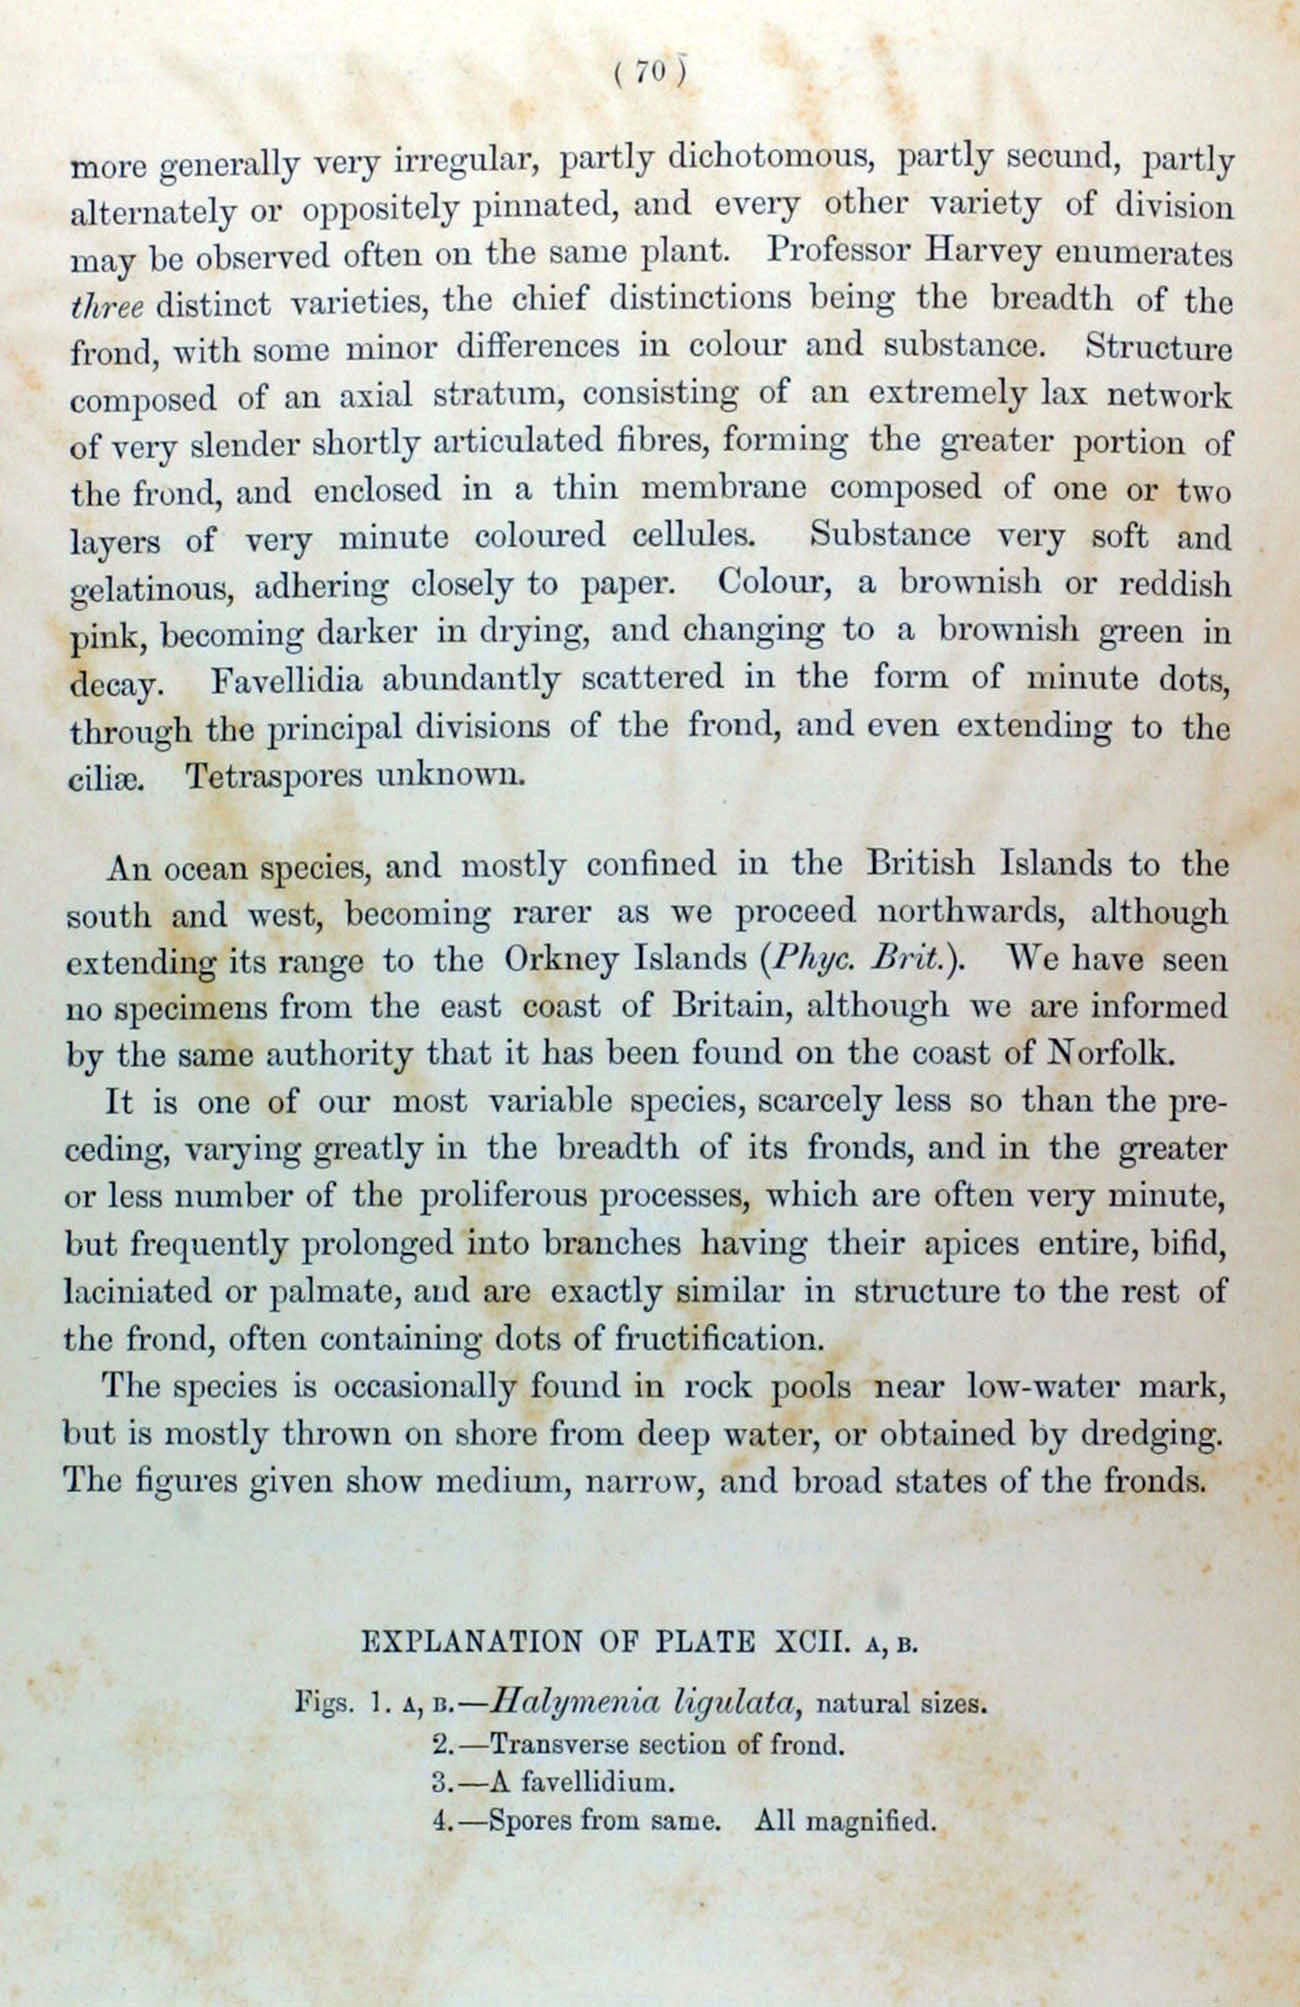 ( 70 )
more generally very irregular, partly dichotomous, partly secund, partly
alternately or oppositely pinnated, and every other variety of division
may be observed often on the same plant. Professor Harvey enumerates
three distinct varieties, the chief distinctions being the breadth of the
frond, with some minor differences in colour and substance. Structure
composed of an axial stratum, consisting of an extremely lax network
of very slender shortly articulated fibres, forming the greater portion of
the frond, and enclosed in a thin membrane composed of one or two
layers of very minute coloured cellules. Substance very soft and
gelatinous, adhering closely to paper. Colour, a brownish or reddish
pink, becoming darker in drying, and changing to a brownish green in
decay. Favellidia abundantly scattered in the form of minute dots,
through the principal divisions of the frond, and even extending to the
ciliæ. Tetraspores unknown.
An ocean species, and mostly confined in the British Islands to the
south and west, becoming rarer as we proceed northwards, although
extending its range to the Orkney Islands (Phyc. Brit.). We have seen
no specimens from the east coast of Britain, although we are informed
by the same authority that it has been found on the coast of Norfolk.
It is one of our most variable species, scarcely less so than the pre-
ceding, varying greatly in the breadth of its fronds, and in the greater
or less number of the proliferous processes, which are often very minute,
but frequently prolonged into branches having their apices entire, bifid,
laciniated or palmate, and are exactly similar in structure to the rest of
the frond, often containing dots of fructification.
The species is occasionally found in rock pools near low-water mark,
but is mostly thrown on shore from deep water, or obtained by dredging.
The figures given show medium, narrow, and broad states of the fronds.
EXPLANATION OF PLATE XCII. A, B.
Figs. 1. A, B.—Halymenia ligulata, natural sizes.
2.—Transverse section of frond.
3.—A favellidium.
4.—Spores from same. All magnified.